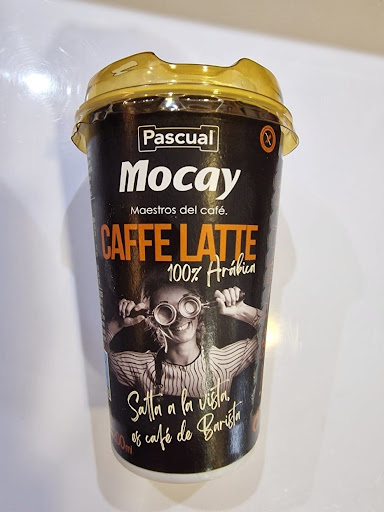 Pascual
Mocay
Maestros del café.
CAFFE LATTE
100% Arábica
Salta a la vista,
es café de Barista